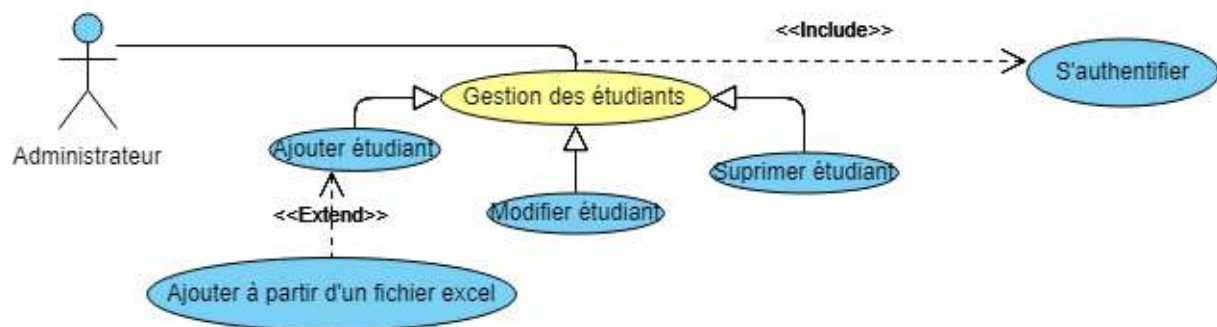 <<Include>>
S'authentifier
Gestion des étudiants
Administrateur
Ajouter étudiant
Suprimer étudiant
<<Extend>>
Modifier étudiant
Ajouter à partir d'un fichier excel